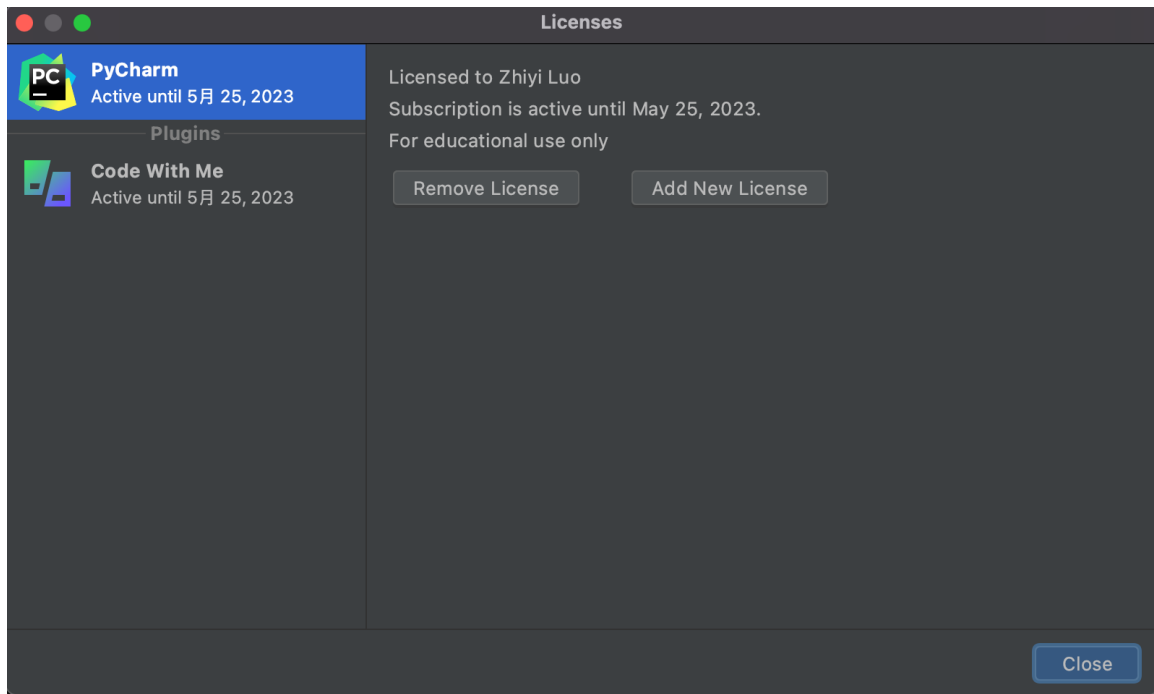 Licenses
PC
PyCharm
Active until 5月 25, 2023
Plugins
Code With Me
Active until 5月 25, 2023
Licensed to Zhiyi Luo
Subscription is active until May 25, 2023.
For educational use only
Remove License
Add New License
Close